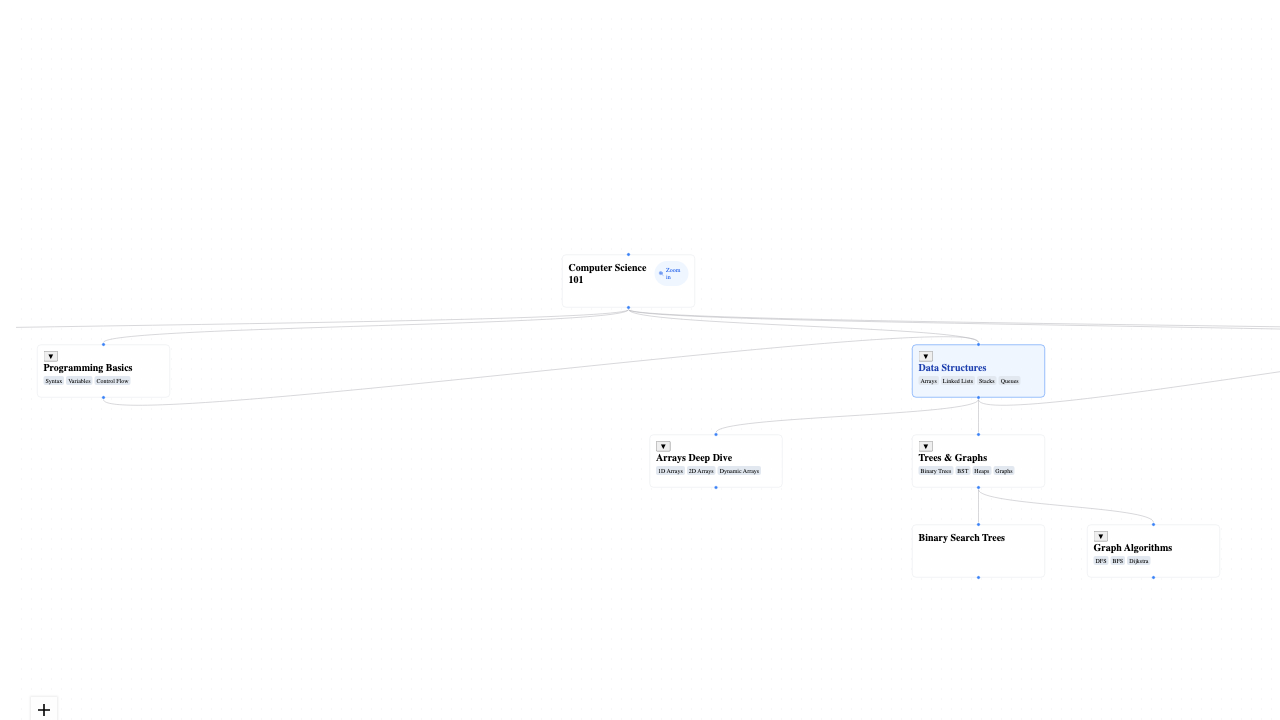 Computer Science
101
Zoom
in
Programming Basics
Syntax Variables Control Flow
Data Structures
Arrays Linked Lists Stacks Queues
Arrays Deep Dive
1D Arrays 2D Arrays Dynamic Arrays
Trees & Graphs
Binary Trees BST Heaps Graphs
Binary Search Trees
Graph Algorithms
DFS BFS Dijkstra